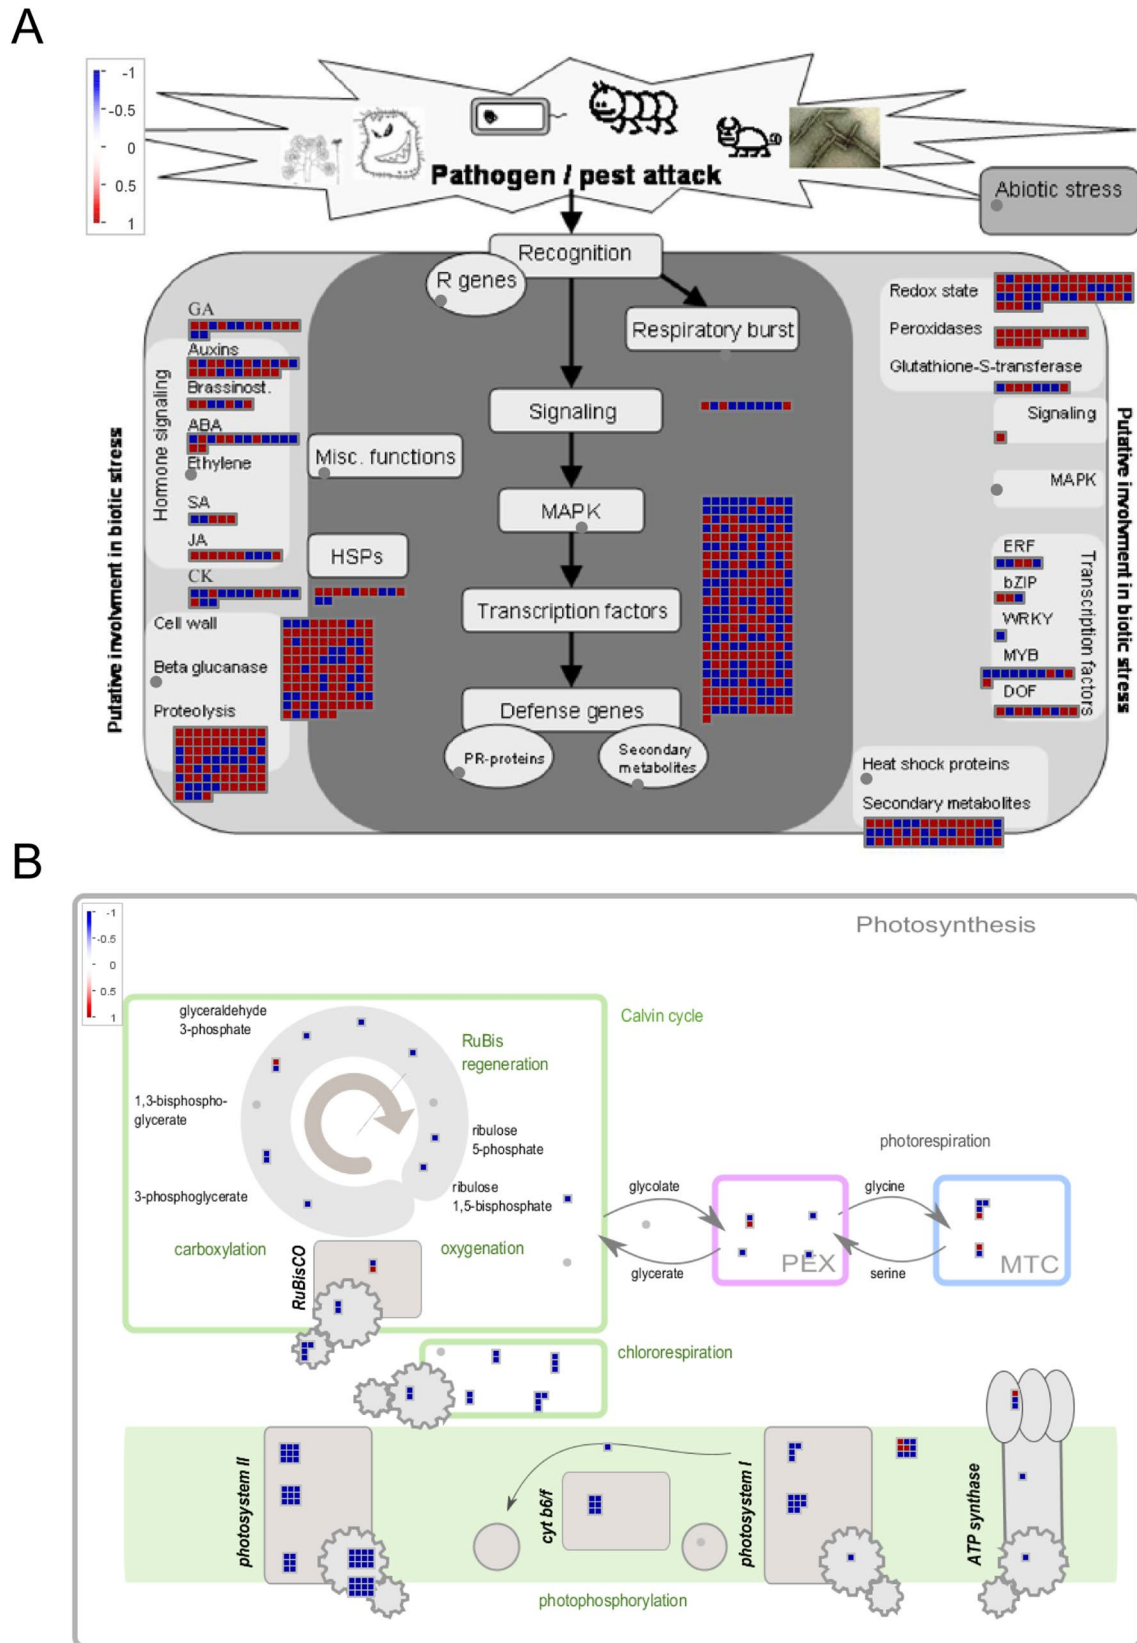 A
-1
-0.5
0
0.5
1
Pathogen / pest attack
Abiotic stress
Recognition
R genes
Respiratory burst
Redox state
Peroxidases
Glutathione-S-transferase
GA
Auxins
Brassinost.
ABA
Ethylene
SA
JA
CK
Hormone signaling
Putative involvment in biotic stress
Signaling
Misc. functions
MAPK
HSPs
Transcription factors
Defense genes
PR-proteins
Secondary
metabolites
Cell wall
Beta glucanase
Proteolysis
Signaling
MAPK
ERF
bZIP
WRKY
MYB
DOF
Transcription factors
Putative involvment in biotic stress
Heat shock proteins
Secondary metabolites
B
-1
-0.5
0
0.5
1
Photosynthesis
glyceraldehyde
3-phosphate
RuBis
regeneration
Calvin cycle
1,3-bisphospho-
glycerate
ribulose
5-phosphate
3-phosphoglycerate
ribulose
1,5-bisphosphate
carboxylation
oxygenation
RuBisCO
photorespiration
glycolate
glycine
PEX
MTC
glycerate
serine
chlororespiration
photosystem II
cyt b6/f
photosystem I
ATP synthase
photophosphorylation